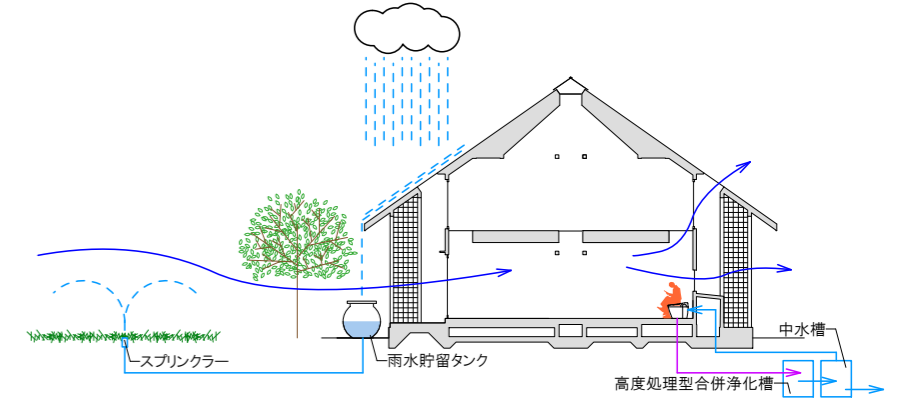 中水槽
スプリンクラー
雨水貯留タンク
高度処理型合併浄化槽